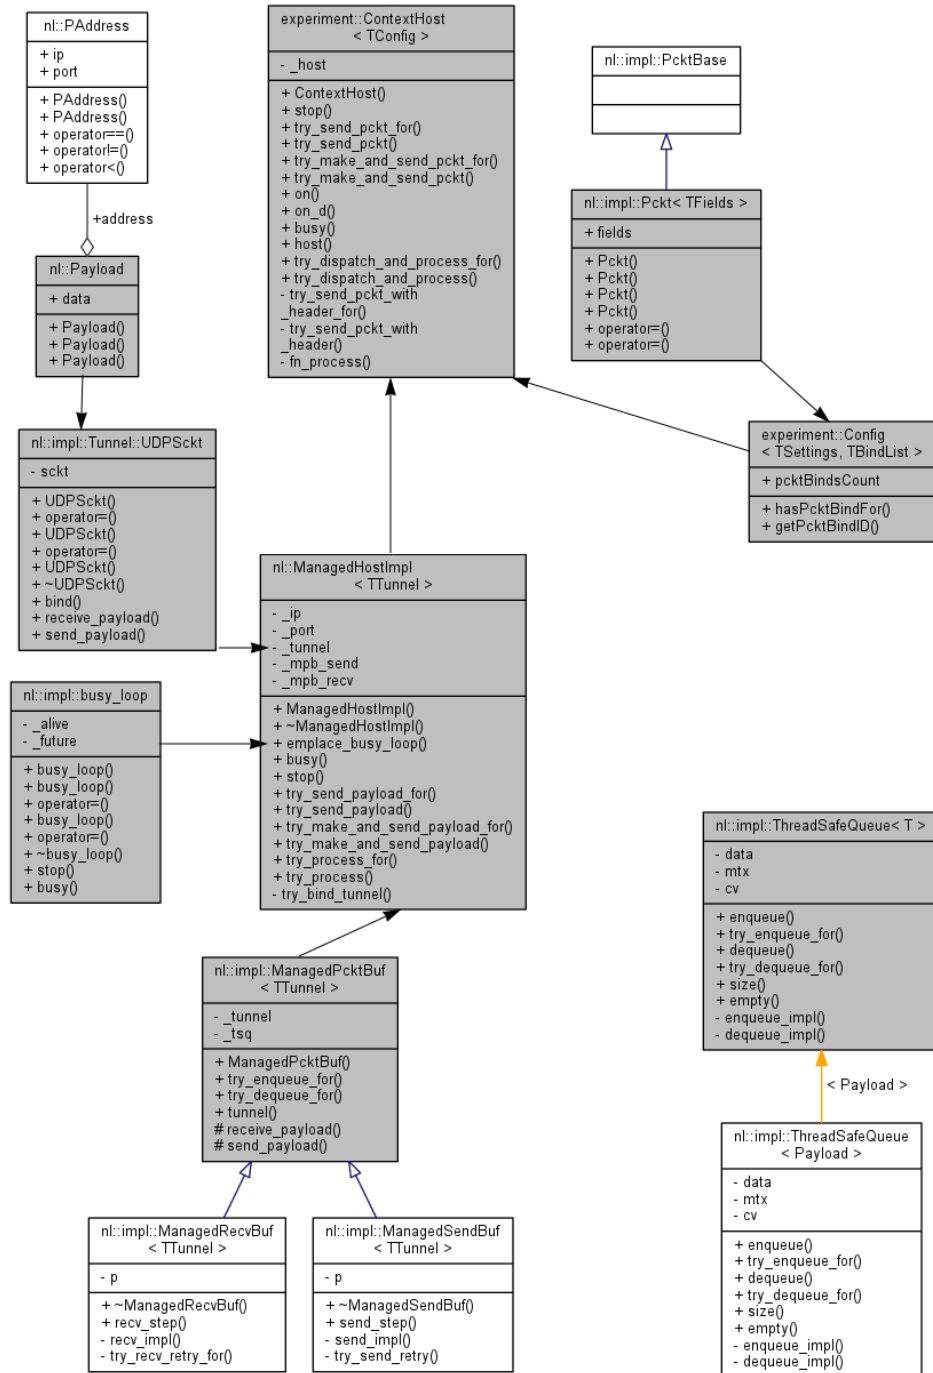 nl::PAddress
+ ip
+ port
+ PAddress()
+ PAddress()
+ operator==()
+ operator!=()
+ operator<()
+address
nl::Payload
+ data
+ Payload()
+ Payload()
+ Payload()
nl::impl::Tunnel::UDPSckt
- sckt
+ UDPSckt()
+ operator=()
+ UDPSckt()
+ operator=()
+ UDPSckt()
+ ~UDPSckt()
+ bind()
+ receive_payload()
+ send_payload()
nl::impl::busy_loop
- _alive
- _future
+ busy_loop()
+ busy_loop()
+ operator=()
+ busy_loop()
+ operator=()
+ ~busy_loop()
+ stop()
+ busy()
experiment::ContextHost
< TConfig >
- _host
+ ContextHost()
+ stop()
+ try_send_pckt_for()
+ try_send_pckt()
+ try_make_and_send_pckt_for()
+ try_make_and_send_pckt()
+ on()
+ on_d()
+ busy()
+ host()
+ try_dispatch_and_process_for()
+ try_dispatch_and_process()
- try_send_pckt_with
_header_for()
- try_send_pckt_with
_header()
- fn_process()
nl::impl::PcktBase
nl::impl::Pckt< TFields >
+ fields
+ Pckt()
+ Pckt()
+ Pckt()
+ Pckt()
+ operator=()
+ operator=()
experiment::Config
< TSettings, TBindList >
+ pcktBindsCount
+ hasPcktBindFor()
+ getPcktBindID()
nl::ManagedHostImpl
< TTunnel >
- _ip
- _port
- _tunnel
- _mpb_send
- _mpb_recv
+ ManagedHostImpl()
+ ~ManagedHostImpl()
+ emplace_busy_loop()
+ busy()
+ stop()
+ try_send_payload_for()
+ try_send_payload()
+ try_make_and_send_payload_for()
+ try_make_and_send_payload()
+ try_process_for()
+ try_process()
- try_bind_tunnel()
nl::impl::ManagedPcktBuf
< TTunnel >
- _tunnel
- _tsq
+ ManagedPcktBuf()
+ try_enqueue_for()
+ try_dequeue_for()
+ tunnel()
# receive_payload()
# send_payload()
nl::impl::ManagedRecvBuf
< TTunnel >
- p
+ ~ManagedRecvBuf()
+ recv_step()
- recv_impl()
- try_recv_retry_for()
nl::impl::ManagedSendBuf
< TTunnel >
- p
+ ~ManagedSendBuf()
+ send_step()
- send_impl()
- try_send_retry()
nl::impl::ThreadSafeQueue< T >
- data
- mtx
- cv
+ enqueue()
+ try_enqueue_for()
+ dequeue()
+ try_dequeue_for()
+ size()
+ empty()
- enqueue_impl()
- dequeue_impl()
< Payload >
nl::impl::ThreadSafeQueue
< Payload >
- data
- mtx
- cv
+ enqueue()
+ try_enqueue_for()
+ dequeue()
+ try_dequeue_for()
+ size()
+ empty()
- enqueue_impl()
- dequeue_impl()